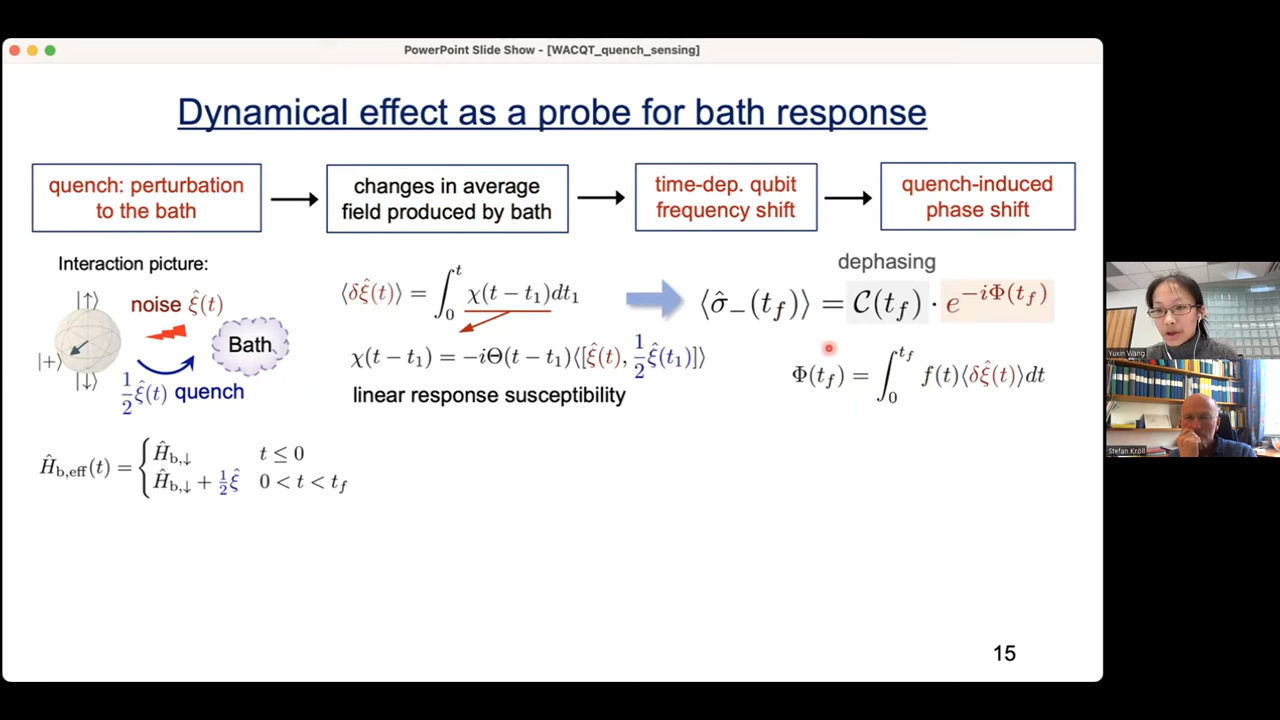 PowerPoint Slide Show - [WACQT_quench_sensing]
Dynamical effect as a probe for bath response
quench: perturbation
to the bath
changes in average
field produced by bath
time-dep. qubit
frequency shift
quench-induced
phase shift
Interaction picture:
|↑⟩
noise ξ̂(t)
|+⟩
Bath
|↓⟩
1/2 ξ̂(t) quench
⟨δξ̂(t)⟩ = ∫₀ᵗ χ(t − t₁)dt₁
χ(t − t₁) = −iΘ(t − t₁)⟨[ξ̂(t), 1/2 ξ̂(t₁)]⟩
linear response susceptibility
dephasing
⟨σ̂₋(t_f)⟩ = C(t_f) · e^{−iΦ(t_f)}
Φ(t_f) = ∫₀^{t_f} f(t)⟨δξ̂(t)⟩dt
Ĥ_{b,eff}(t) = { Ĥ_{b,↓} t ≤ 0
Ĥ_{b,↓} + 1/2 ξ̂ 0 < t < t_f
15
Yuxin Wang
Stefan Kröll